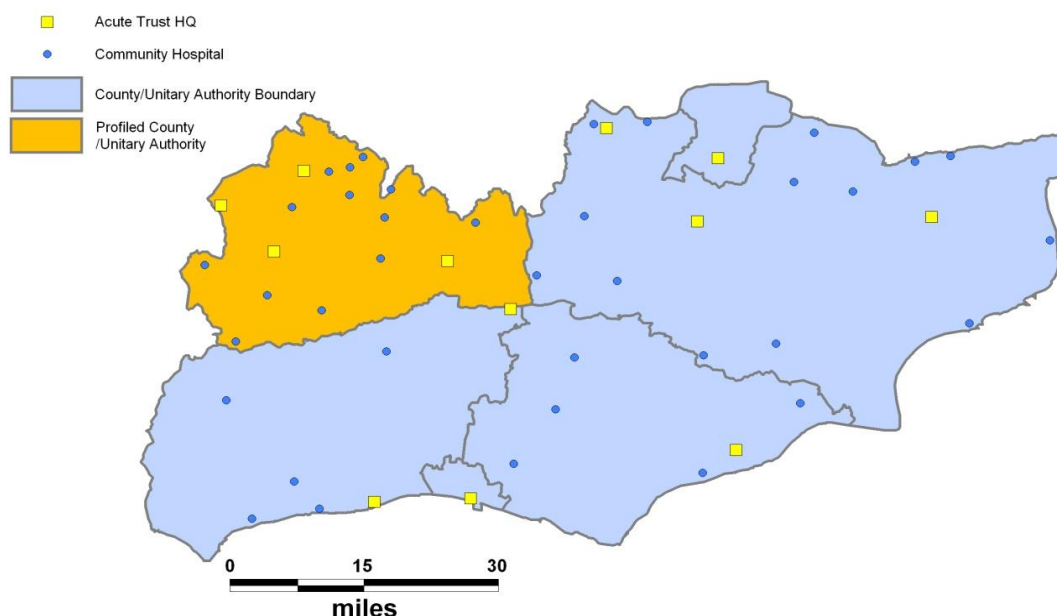 Acute Trust HQ
Community Hospital
County/Unitary Authority Boundary
Profiled County
/Unitary Authority
0 15 30
miles